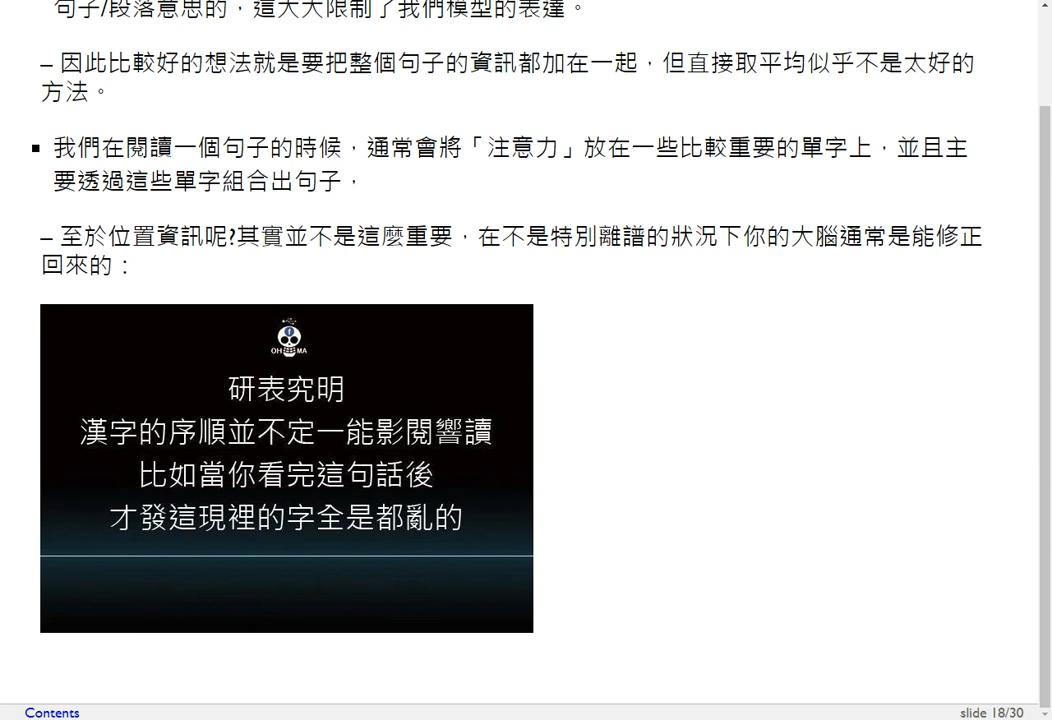 句子/段落意思的，這大大限制了我們模型的表達。
– 因此比較好的想法就是要把整個句子的資訊都加在一起，但直接取平均似乎不是太好的
方法。
▪ 我們在閱讀一個句子的時候，通常會將「注意力」放在一些比較重要的單字上，並且主
要透過這些單字組合出句子，
– 至於位置資訊呢?其實並不是這麼重要，在不是特別離譜的狀況下你的大腦通常是能修正
回來的：
OH MA
研表究明
漢字的序順並不定一能影閱響讀
比如當你看完這句話後
才發這現裡的字全是都亂的
Contents
slide 18/30